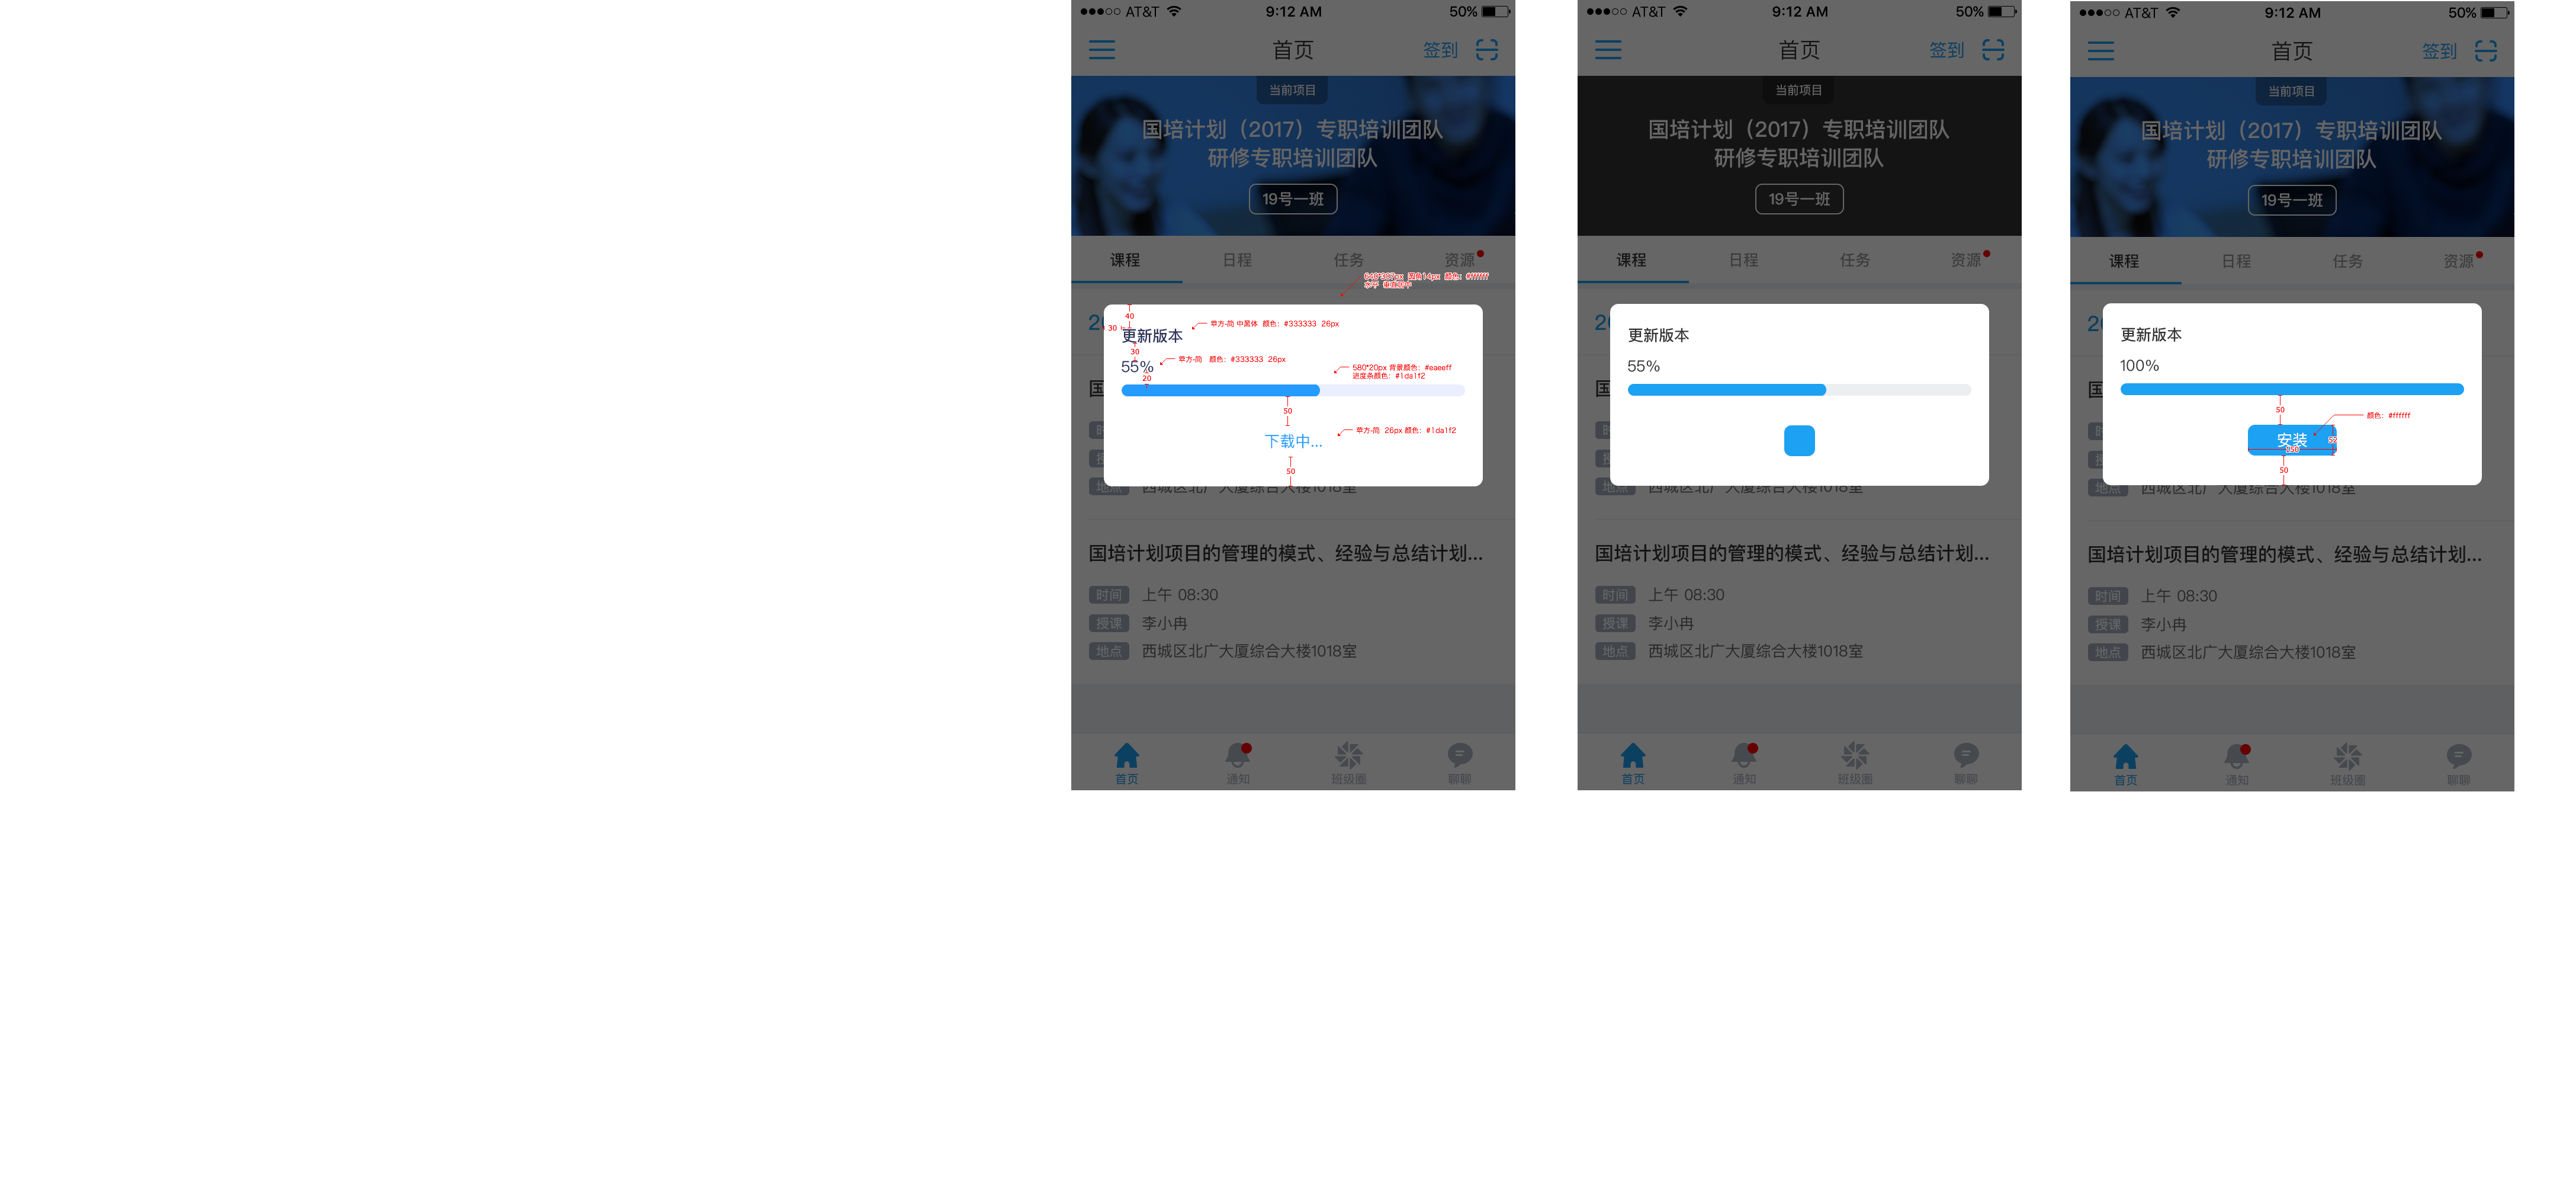 AT&T 9:12 AM 50%
首页 签到
当前项目
国培计划（2017）专职培训团队
研修专职培训团队
19号一班
课程 日程 任务 资源
水平 垂直居中
40
30
更新版本
苹方-简 中黑体 颜色：#333333 26px
30
55%
苹方-简 颜色：#333333 26px
20
580*20px 背景颜色：#eaeeff
进度条颜色：#1da1f2
50
下载中...
苹方-简 26px 颜色：#1da1f2
50
地点 西城区北广大厦综合大楼1018室
国培计划项目的管理的模式、经验与总结计划...
时间 上午 08:30
授课 李小冉
地点 西城区北广大厦综合大楼1018室
首页 通知 班级圈 聊聊
AT&T 9:12 AM 50%
首页 签到
当前项目
国培计划（2017）专职培训团队
研修专职培训团队
19号一班
课程 日程 任务 资源
更新版本
55%
地点 西城区北广大厦综合大楼1018室
国培计划项目的管理的模式、经验与总结计划...
时间 上午 08:30
授课 李小冉
地点 西城区北广大厦综合大楼1018室
首页 通知 班级圈 聊聊
AT&T 9:12 AM 50%
首页 签到
当前项目
国培计划（2017）专职培训团队
研修专职培训团队
19号一班
课程 日程 任务 资源
更新版本
100%
50
颜色：#ffffff
安装
52
150
50
地点 西城区北广大厦综合大楼1018室
国培计划项目的管理的模式、经验与总结计划...
时间 上午 08:30
授课 李小冉
地点 西城区北广大厦综合大楼1018室
首页 通知 班级圈 聊聊